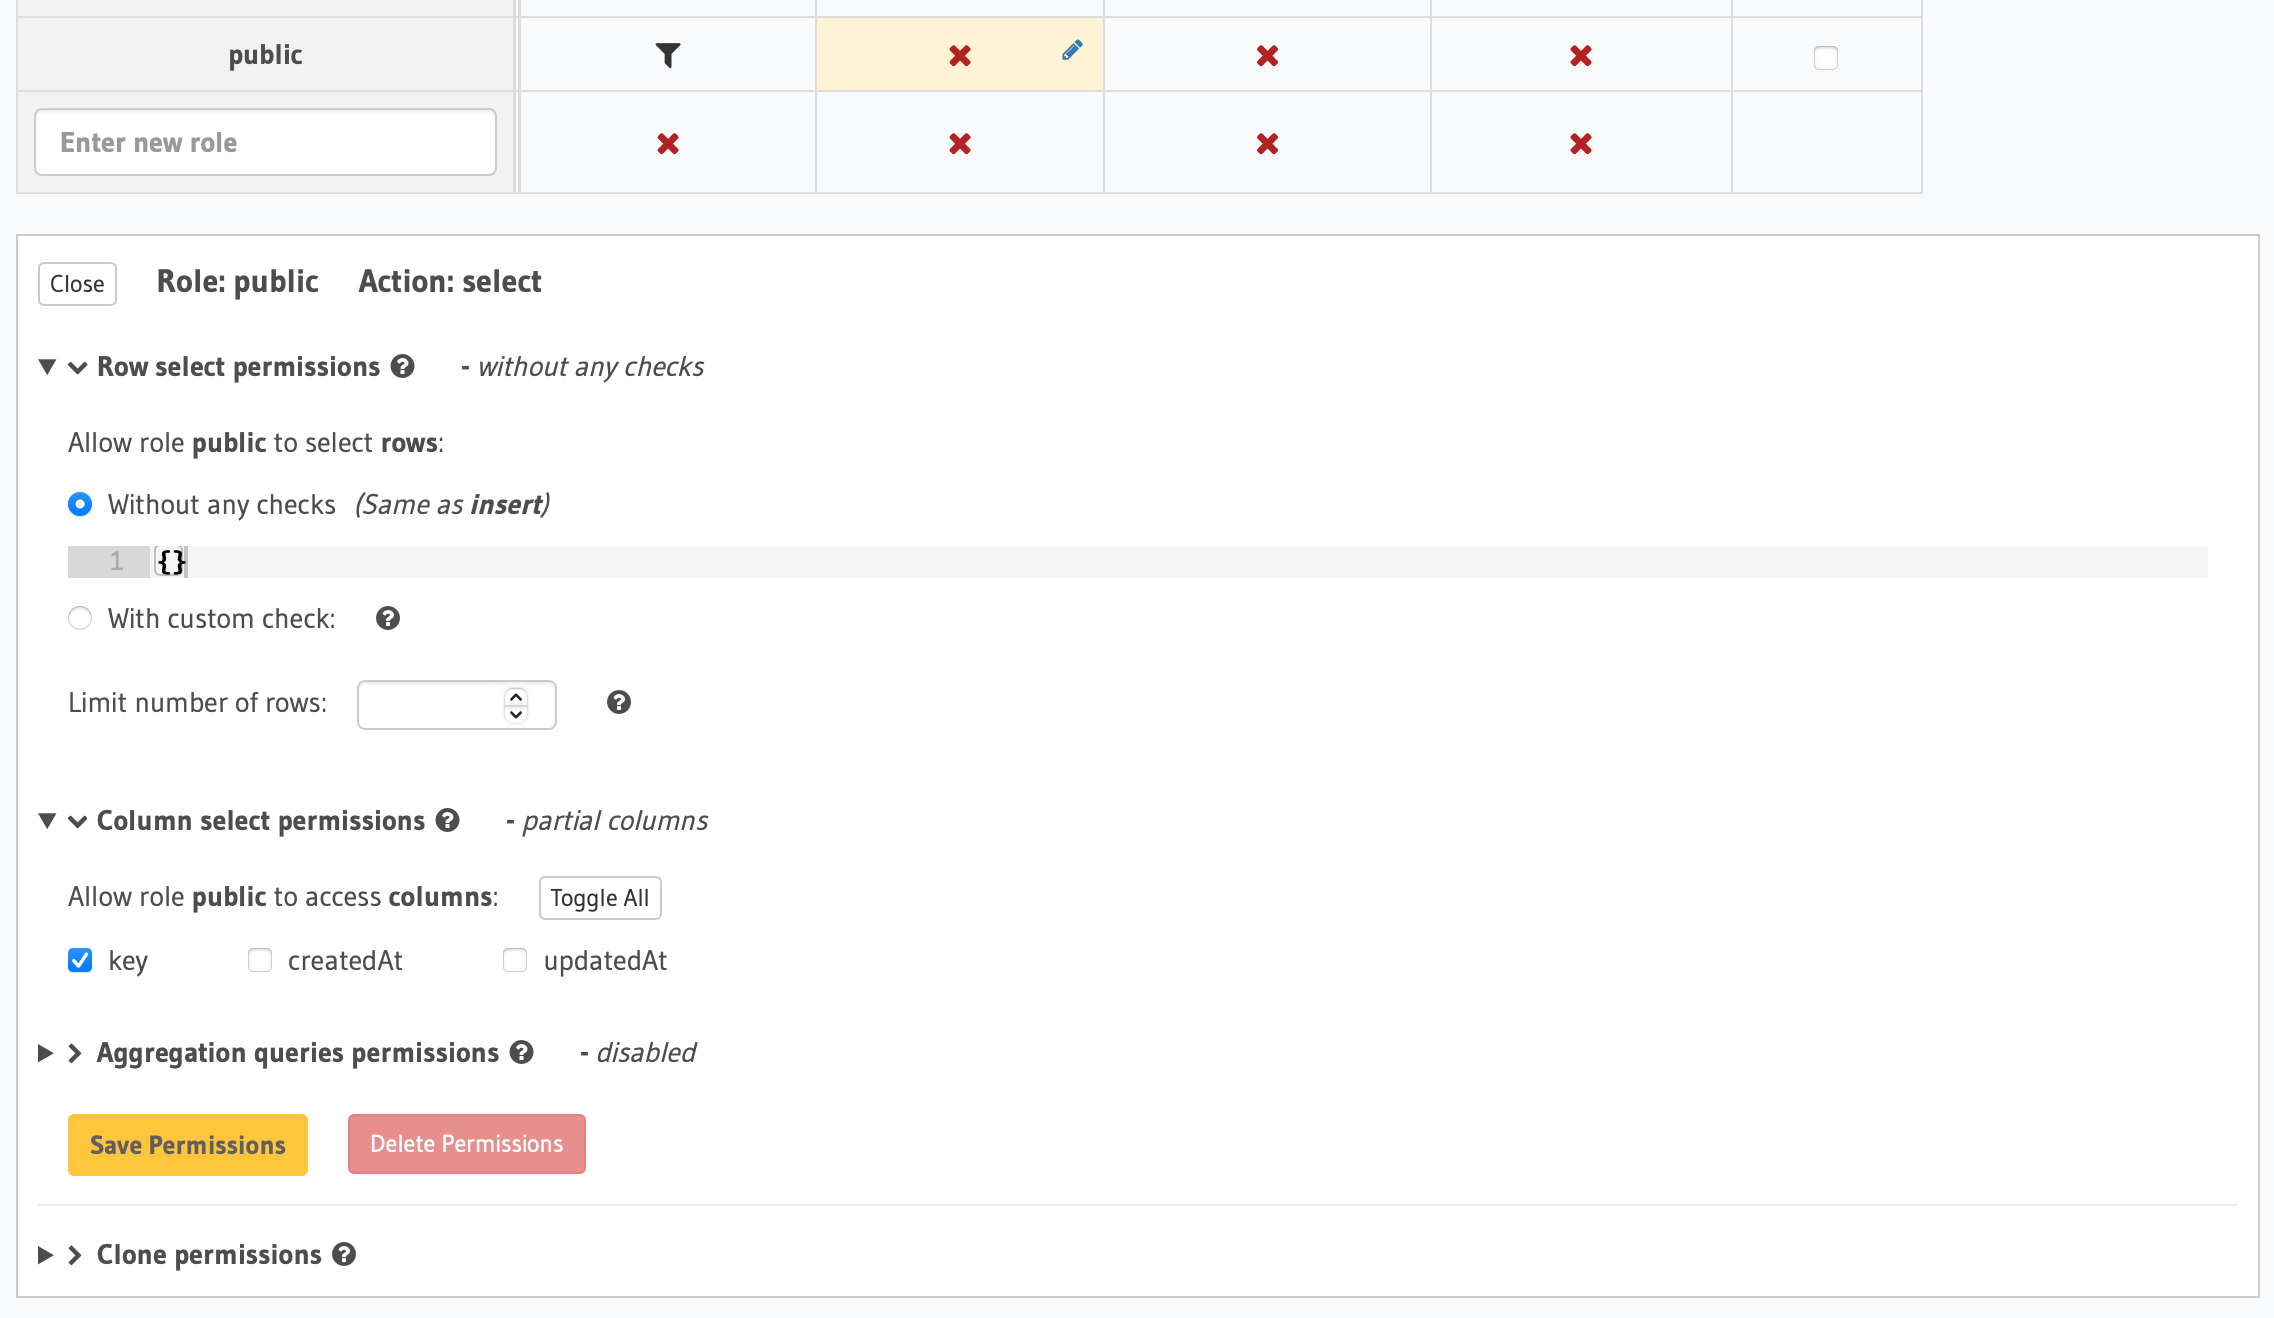 public
Enter new role
Close Role: public Action: select
Row select permissions - without any checks
Allow role public to select rows:
Without any checks (Same as insert)
1 {}
With custom check:
Limit number of rows:
Column select permissions - partial columns
Allow role public to access columns: Toggle All
key createdAt updatedAt
Aggregation queries permissions - disabled
Save Permissions Delete Permissions
Clone permissions